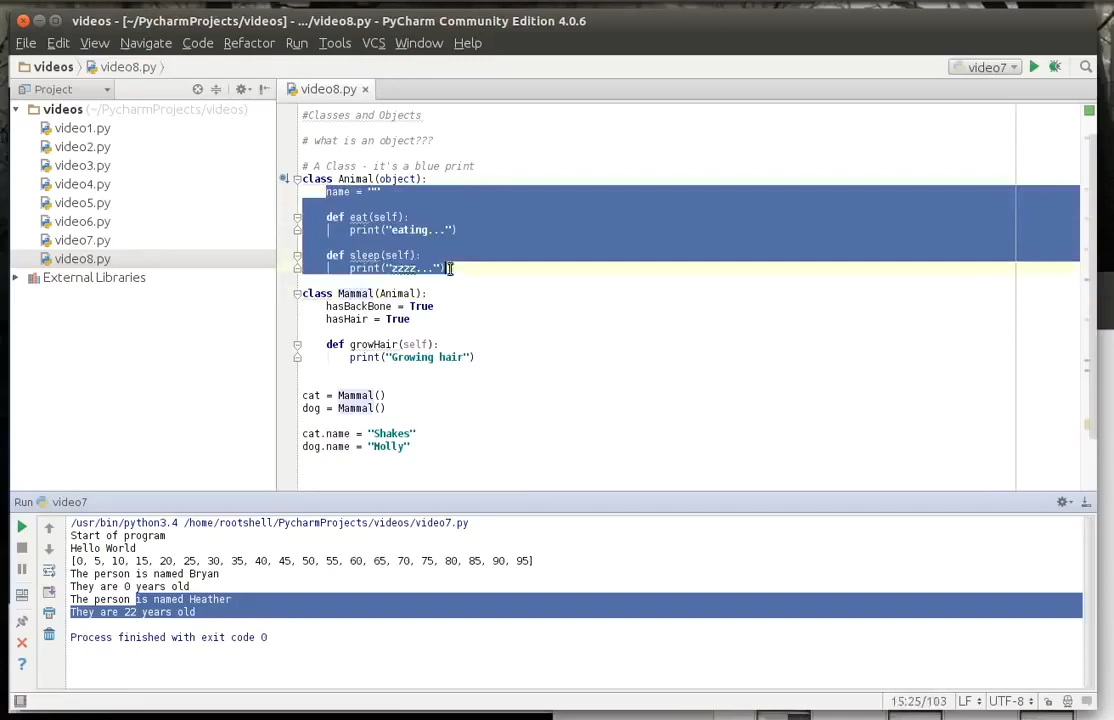 videos - [~/PycharmProjects/videos] - .../video8.py - PyCharm Community Edition 4.0.6
File Edit View Navigate Code Refactor Run Tools VCS Window Help
videos video8.py video7
Project video8.py
videos (~/PycharmProjects/videos)
video1.py
video2.py
video3.py
video4.py
video5.py
video6.py
video7.py
video8.py
External Libraries
#Classes and Objects
# what is an object???
# A Class - it's a blue print
class Animal(object):
name = ""
def eat(self):
print("eating...")
def sleep(self):
print("zzzz...")
class Mammal(Animal):
hasBackBone = True
hasHair = True
def growHair(self):
print("Growing hair")
cat = Mammal()
dog = Mammal()
cat.name = "Shakes"
dog.name = "Molly"
Run video7
/usr/bin/python3.4 /home/rootshell/PycharmProjects/videos/video7.py
Start of program
Hello World
[0, 5, 10, 15, 20, 25, 30, 35, 40, 45, 50, 55, 60, 65, 70, 75, 80, 85, 90, 95]
The person is named Bryan
They are 0 years old
The person is named Heather
They are 22 years old
Process finished with exit code 0
15:25/103 LF UTF-8